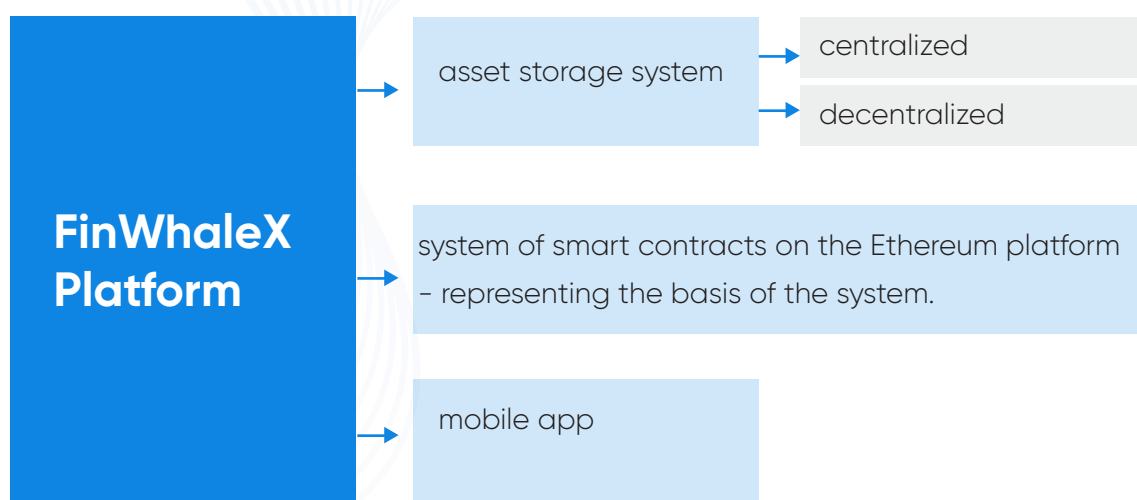 FinWhaleX
Platform
asset storage system
centralized
decentralized
system of smart contracts on the Ethereum platform
- representing the basis of the system.
mobile app